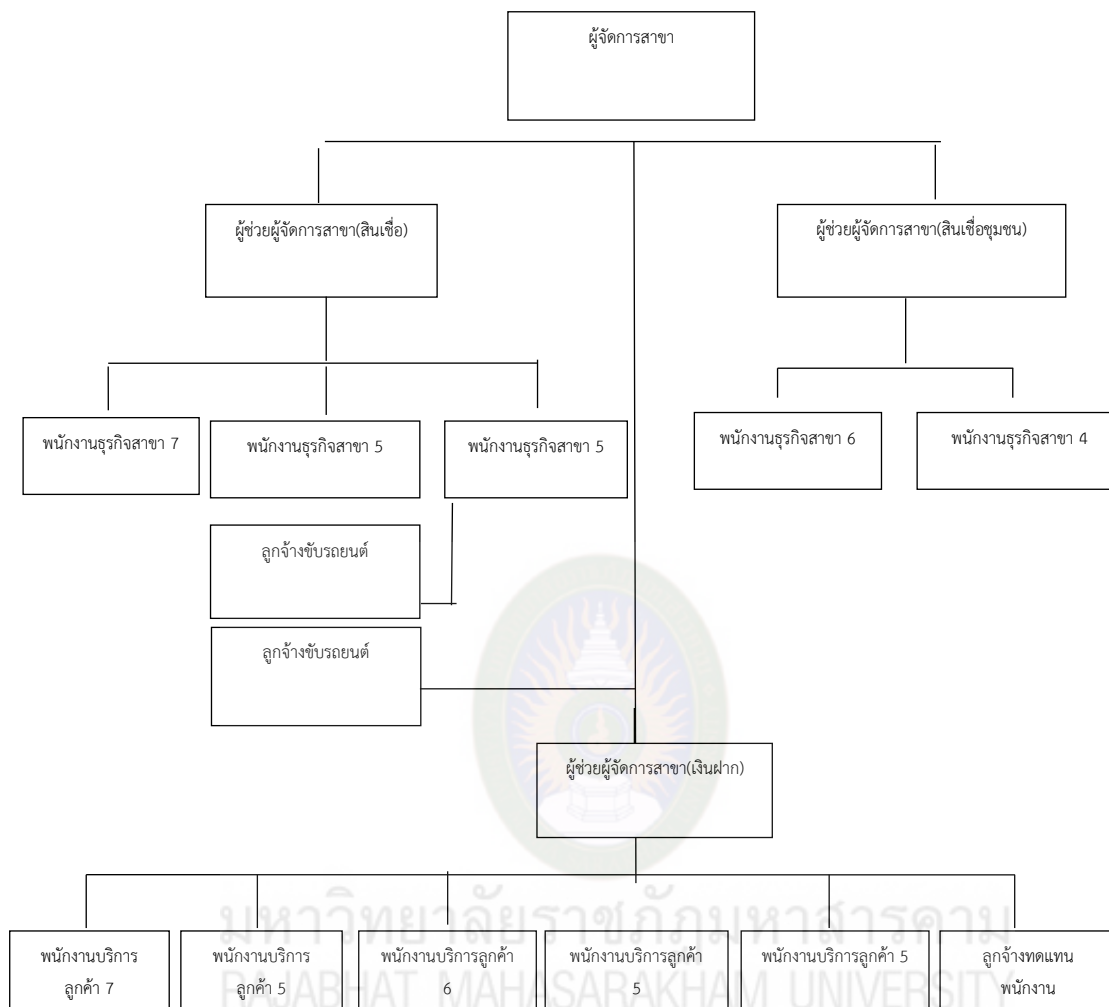 ผู้จัดการสาขา
ผู้ช่วยผู้จัดการสาขา(สินเชื่อ)
ผู้ช่วยผู้จัดการสาขา(สินเชื่อชุมชน)
พนักงานธุรกิจสาขา 7
พนักงานธุรกิจสาขา 5
พนักงานธุรกิจสาขา 5
พนักงานธุรกิจสาขา 6
พนักงานธุรกิจสาขา 4
ลูกจ้างขับรถยนต์
ลูกจ้างขับรถยนต์
ผู้ช่วยผู้จัดการสาขา(เงินฝาก)
มหาวิทยาลัยราชภัฏมหาสารคาม
พนักงานบริการ
ลูกค้า 7
พนักงานบริการ
ลูกค้า 5
พนักงานบริการลูกค้า
6
พนักงานบริการลูกค้า
5
พนักงานบริการลูกค้า 5
ลูกจ้างทดแทน
พนักงาน
RAJABHAT MAHASARAKHAM UNIVERSITY